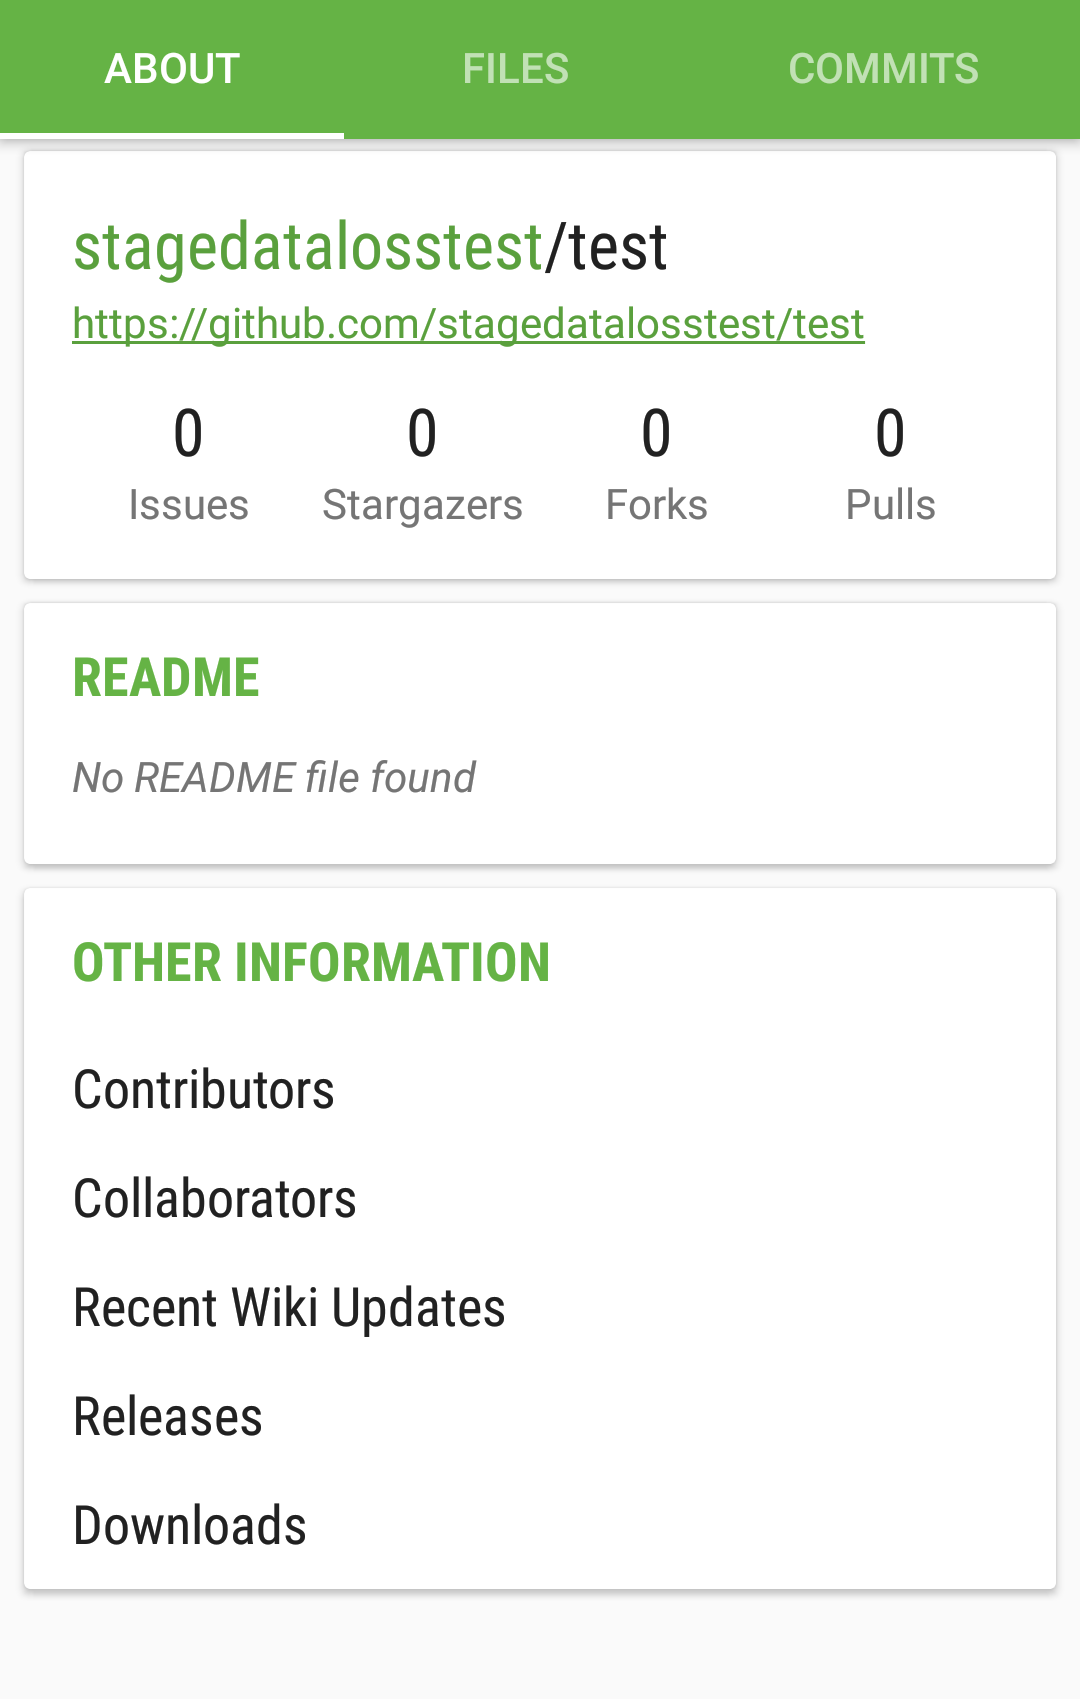 ABOUT FILES COMMITS
stagedatalosstest/test
https://github.com/stagedatalosstest/test
0 0 0 0
Issues Stargazers Forks Pulls
README
No README file found
OTHER INFORMATION
Contributors
Collaborators
Recent Wiki Updates
Releases
Downloads